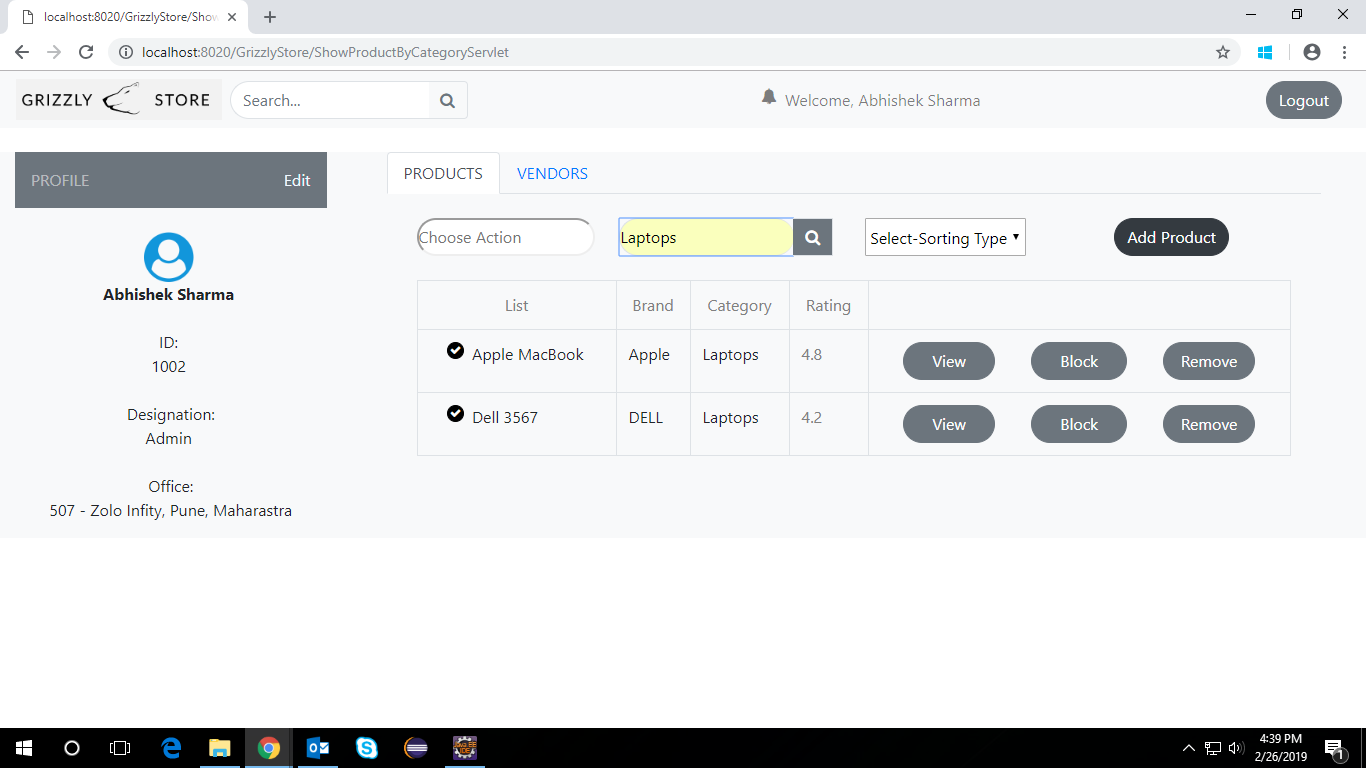 localhost:8020/GrizzlyStore/Show
localhost:8020/GrizzlyStore/ShowProductByCategoryServlet
GRIZZLY STORE
Search...
Welcome, Abhishek Sharma
Logout
PROFILE Edit
PRODUCTS VENDORS
Choose Action
Laptops
Select-Sorting Type
Add Product
Abhishek Sharma
ID:
1002
Designation:
Admin
Office:
507 - Zolo Infity, Pune, Maharastra
List Brand Category Rating
Apple MacBook Apple Laptops 4.8 View Block Remove
Dell 3567 DELL Laptops 4.2 View Block Remove
4:39 PM
2/26/2019
1